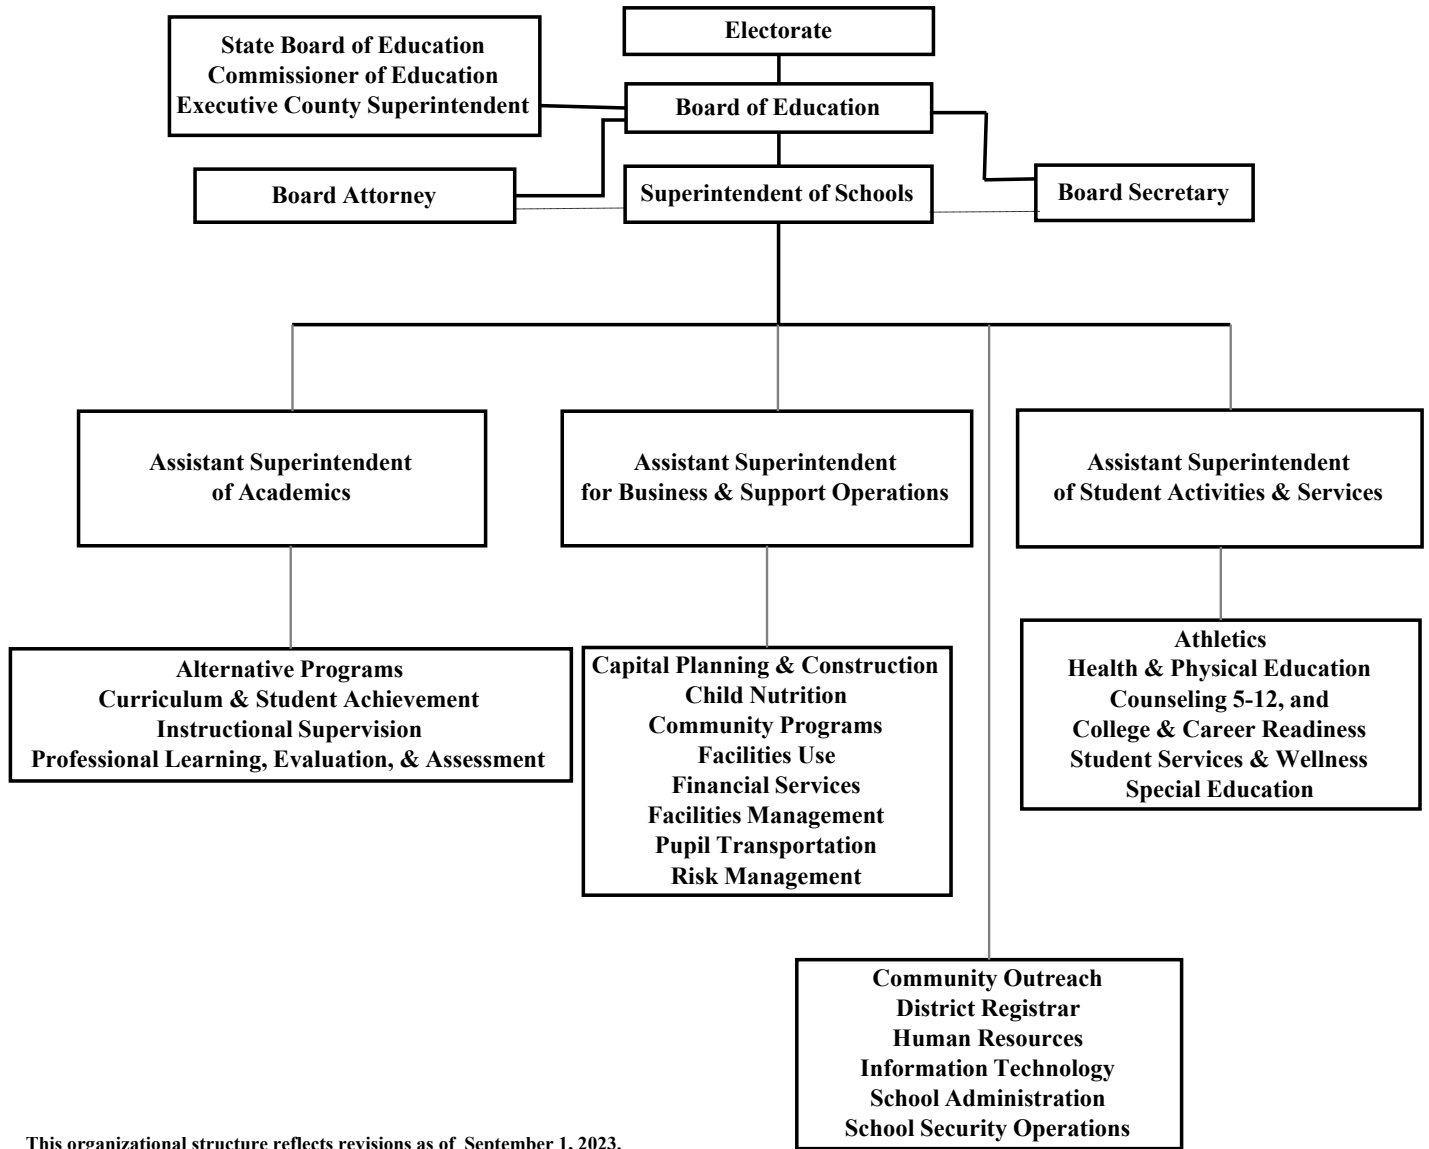 Electorate
State Board of Education
Commissioner of Education
Executive County Superintendent
Board of Education
Board Attorney
Superintendent of Schools
Board Secretary
Assistant Superintendent
of Academics
Assistant Superintendent
for Business & Support Operations
Assistant Superintendent
of Student Activities & Services
Alternative Programs
Curriculum & Student Achievement
Instructional Supervision
Professional Learning, Evaluation, & Assessment
Capital Planning & Construction
Child Nutrition
Community Programs
Facilities Use
Financial Services
Facilities Management
Pupil Transportation
Risk Management
Athletics
Health & Physical Education
Counseling 5-12, and
College & Career Readiness
Student Services & Wellness
Special Education
Community Outreach
District Registrar
Human Resources
Information Technology
School Administration
School Security Operations
This organizational structure reflects revisions as of September 1, 2023.